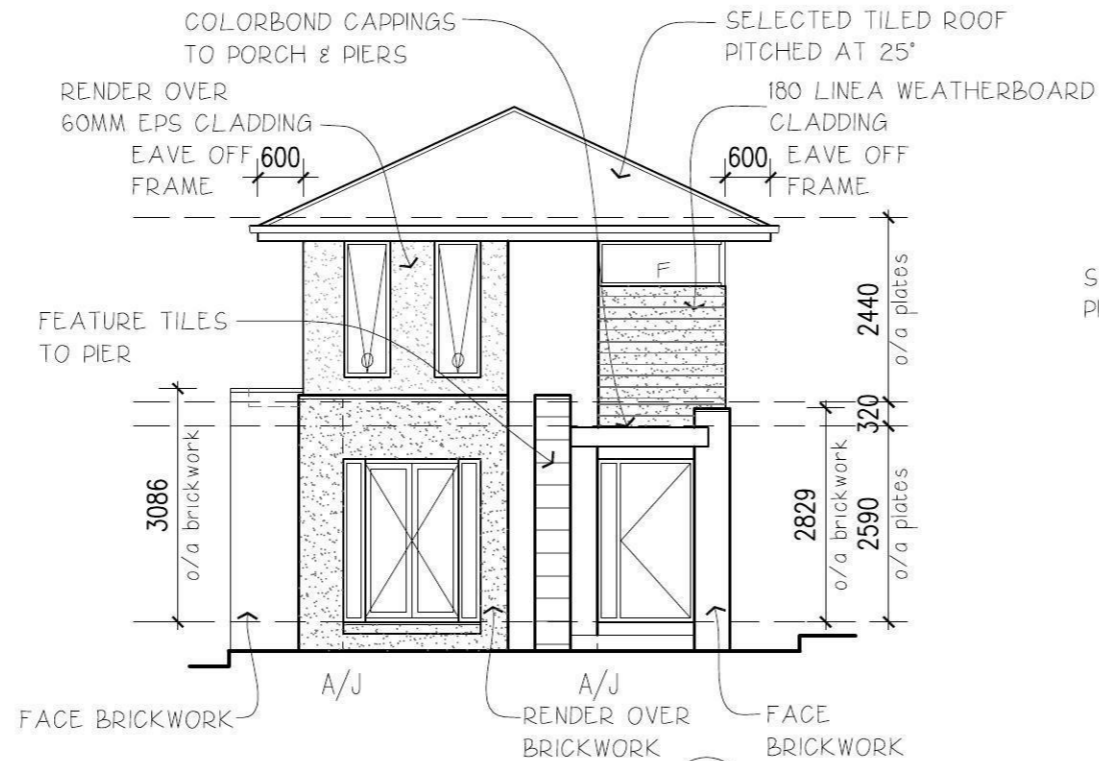 COLORBOND CAPPINGS
TO PORCH & PIERS
SELECTED TILED ROOF
PITCHED AT 25°
RENDER OVER
60MM EPS CLADDING
180 LINEA WEATHERBOARD
CLADDING
EAVE OFF
FRAME
600
600
EAVE OFF
FRAME
F
2440
o/a plates
FEATURE TILES
TO PIER
S
320
3086
o/a brickwork
2829
o/a brickwork
2590
o/a plates
A/J
A/J
FACE BRICKWORK
RENDER OVER
BRICKWORK
FACE
BRICKWORK